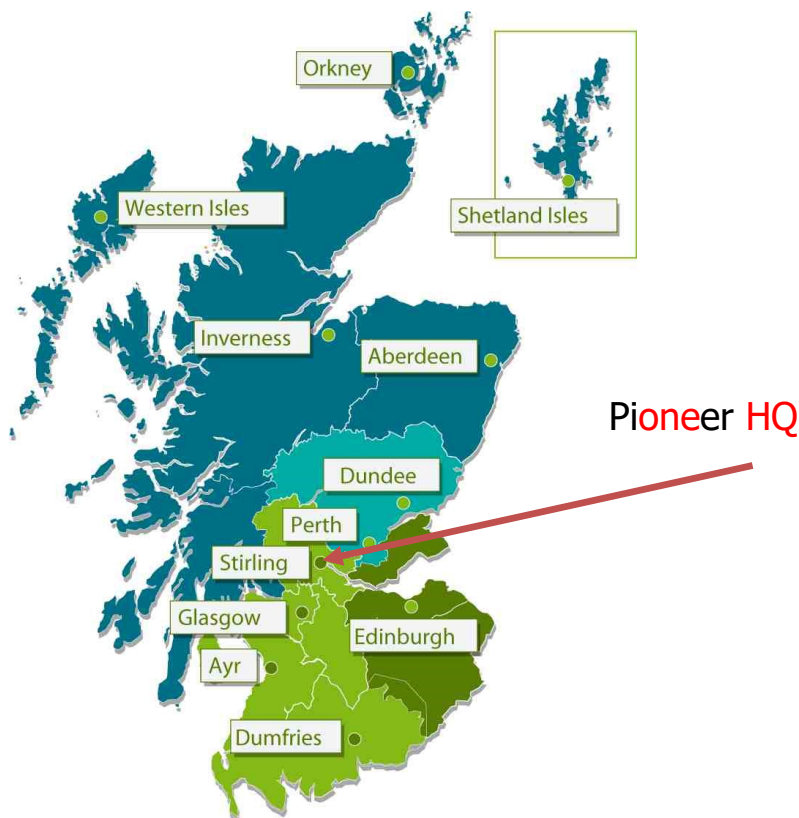 Orkney
Western Isles
Shetland Isles
Inverness
Aberdeen
Pioneer HQ
Dundee
Perth
Stirling
Glasgow
Edinburgh
Ayr
Dumfries